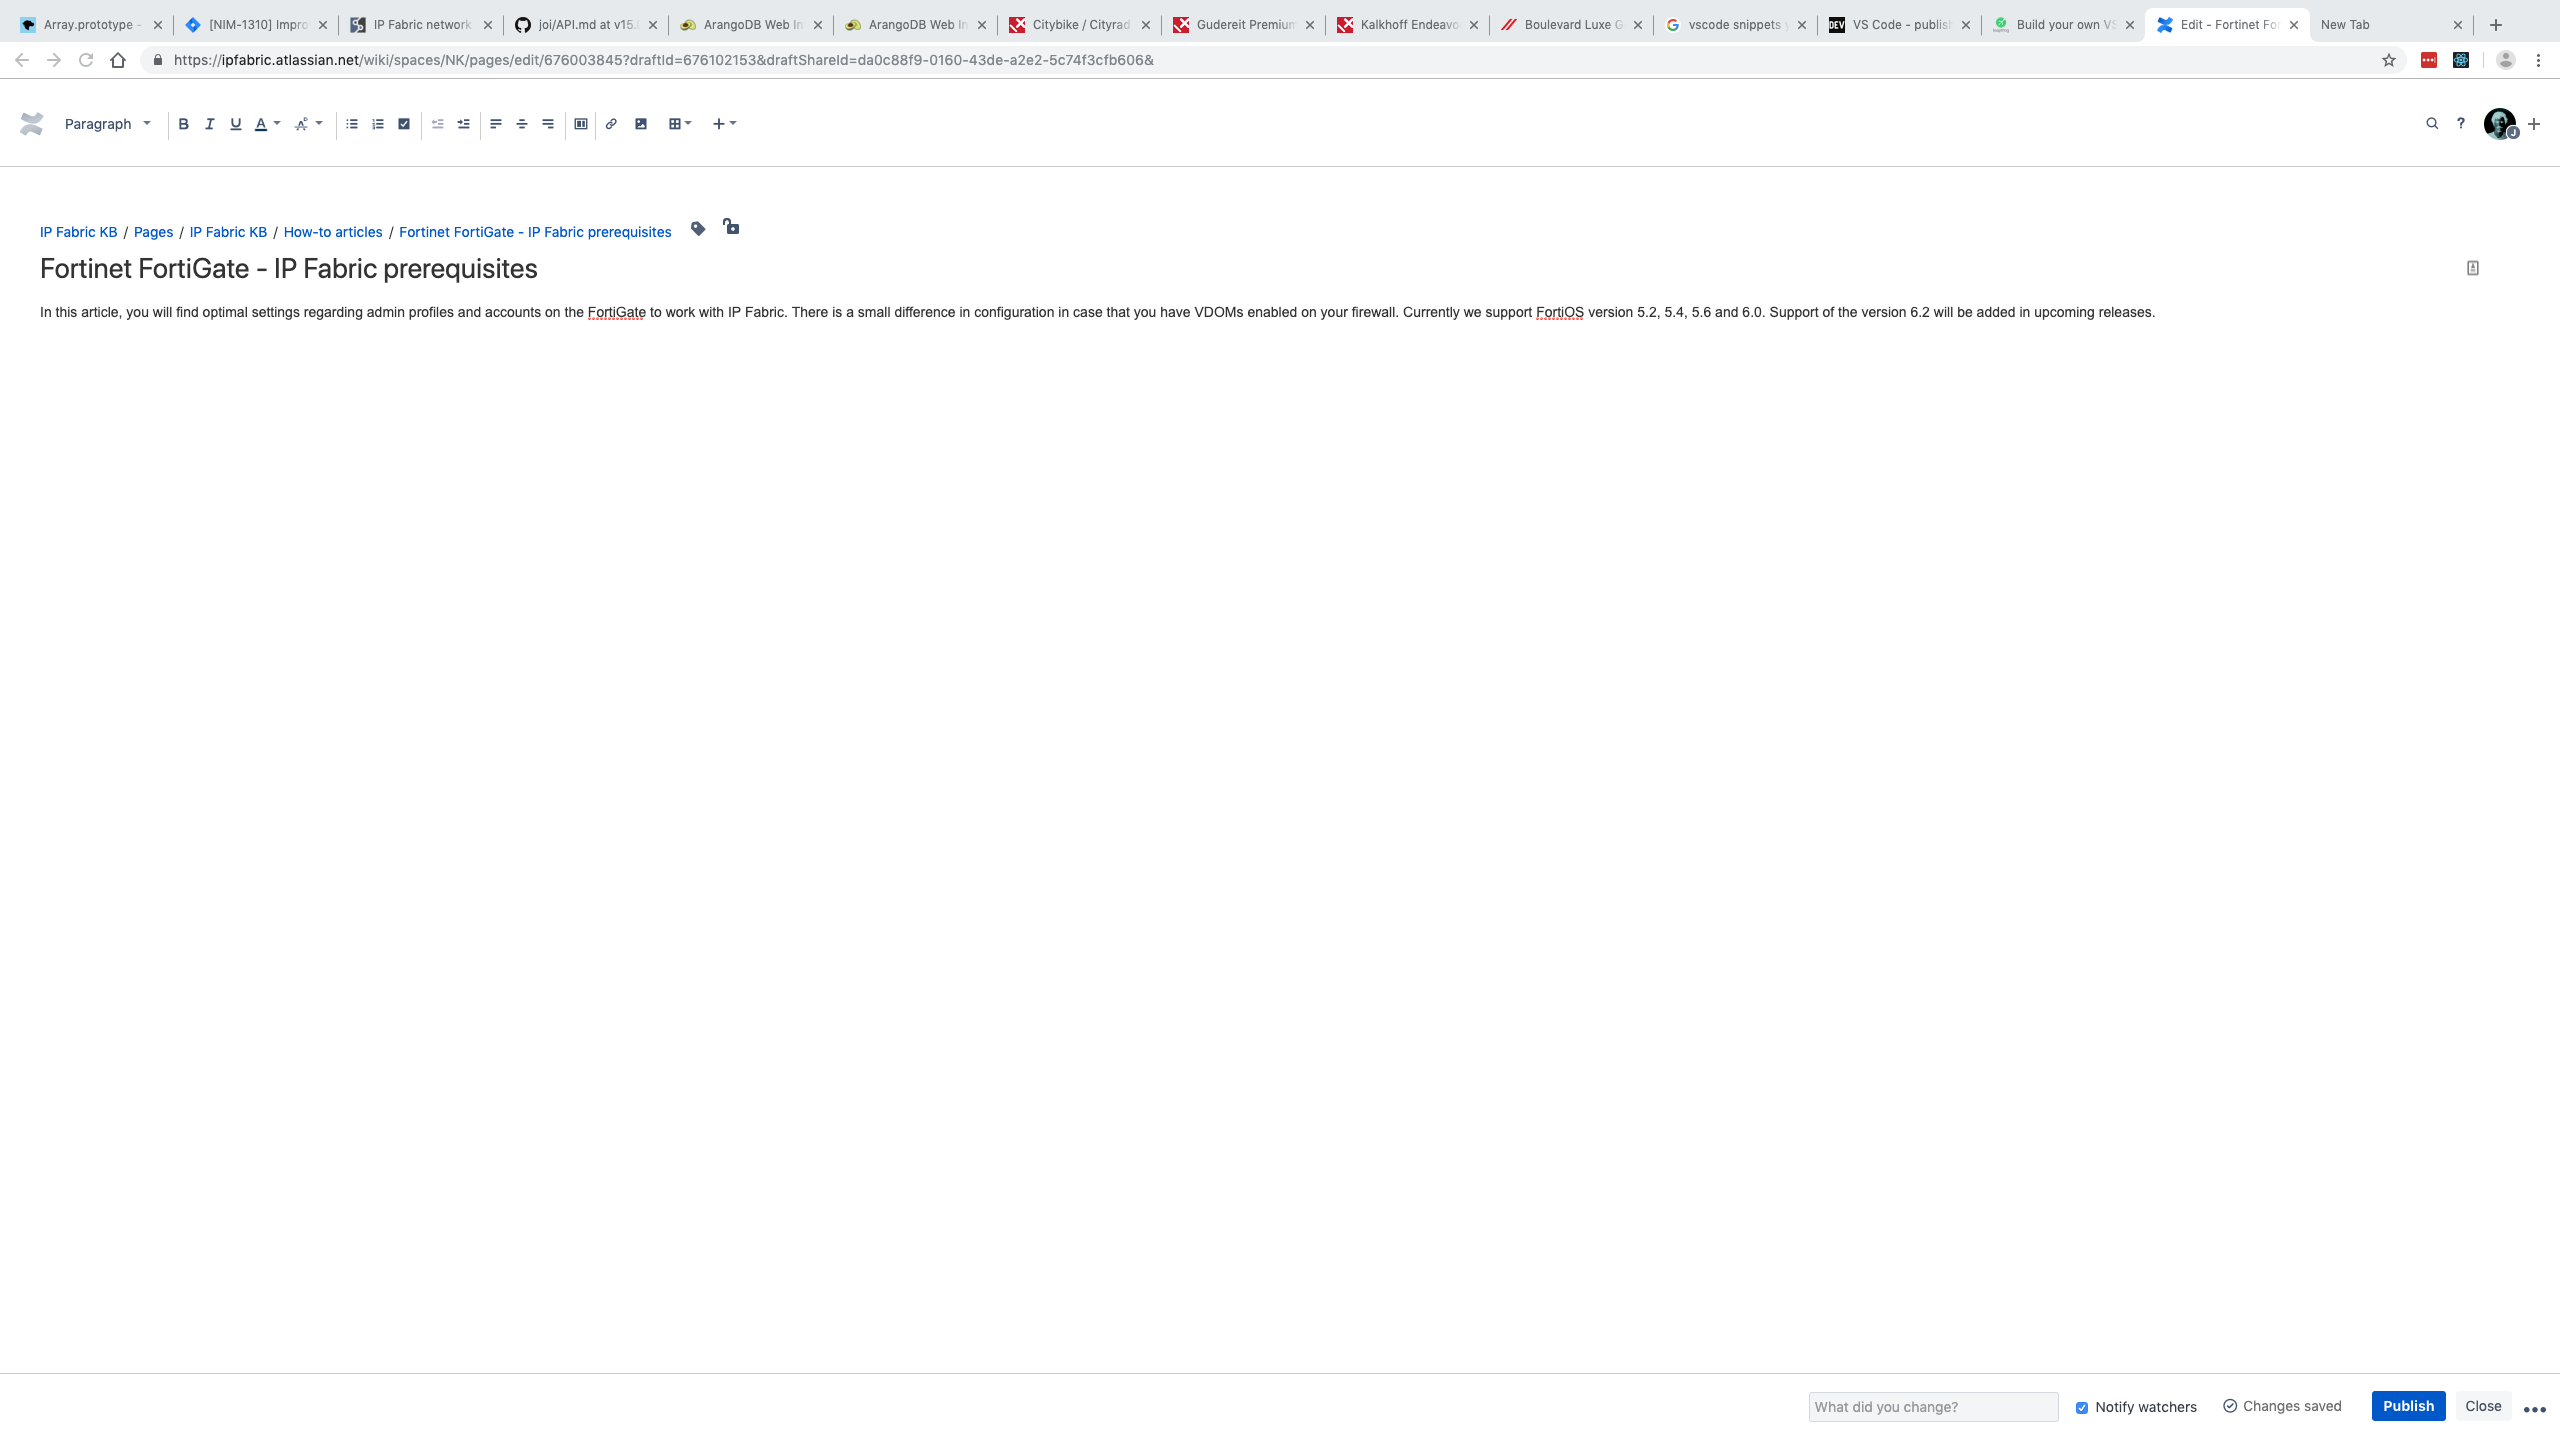 Array.prototype - [NIM-1310] Impro IP Fabric network joi/API.md at v15. ArangoDB Web In ArangoDB Web In Citybike / Cityrad Gudereit Premium Kalkhoff Endeavo Boulevard Luxe G vscode snippets DEV VS Code - publish Build your own VS Edit - Fortinet For New Tab
https://ipfabric.atlassian.net/wiki/spaces/NK/pages/edit/676003845?draftId=676102153&draftShareId=da0c88f9-0160-43de-a2e2-5c74f3cfb606&
Paragraph B I U A
IP Fabric KB / Pages / IP Fabric KB / How-to articles / Fortinet FortiGate - IP Fabric prerequisites
Fortinet FortiGate - IP Fabric prerequisites
In this article, you will find optimal settings regarding admin profiles and accounts on the FortiGate to work with IP Fabric. There is a small difference in configuration in case that you have VDOMs enabled on your firewall. Currently we support FortiOS version 5.2, 5.4, 5.6 and 6.0. Support of the version 6.2 will be added in upcoming releases.
What did you change? Notify watchers Changes saved Publish Close